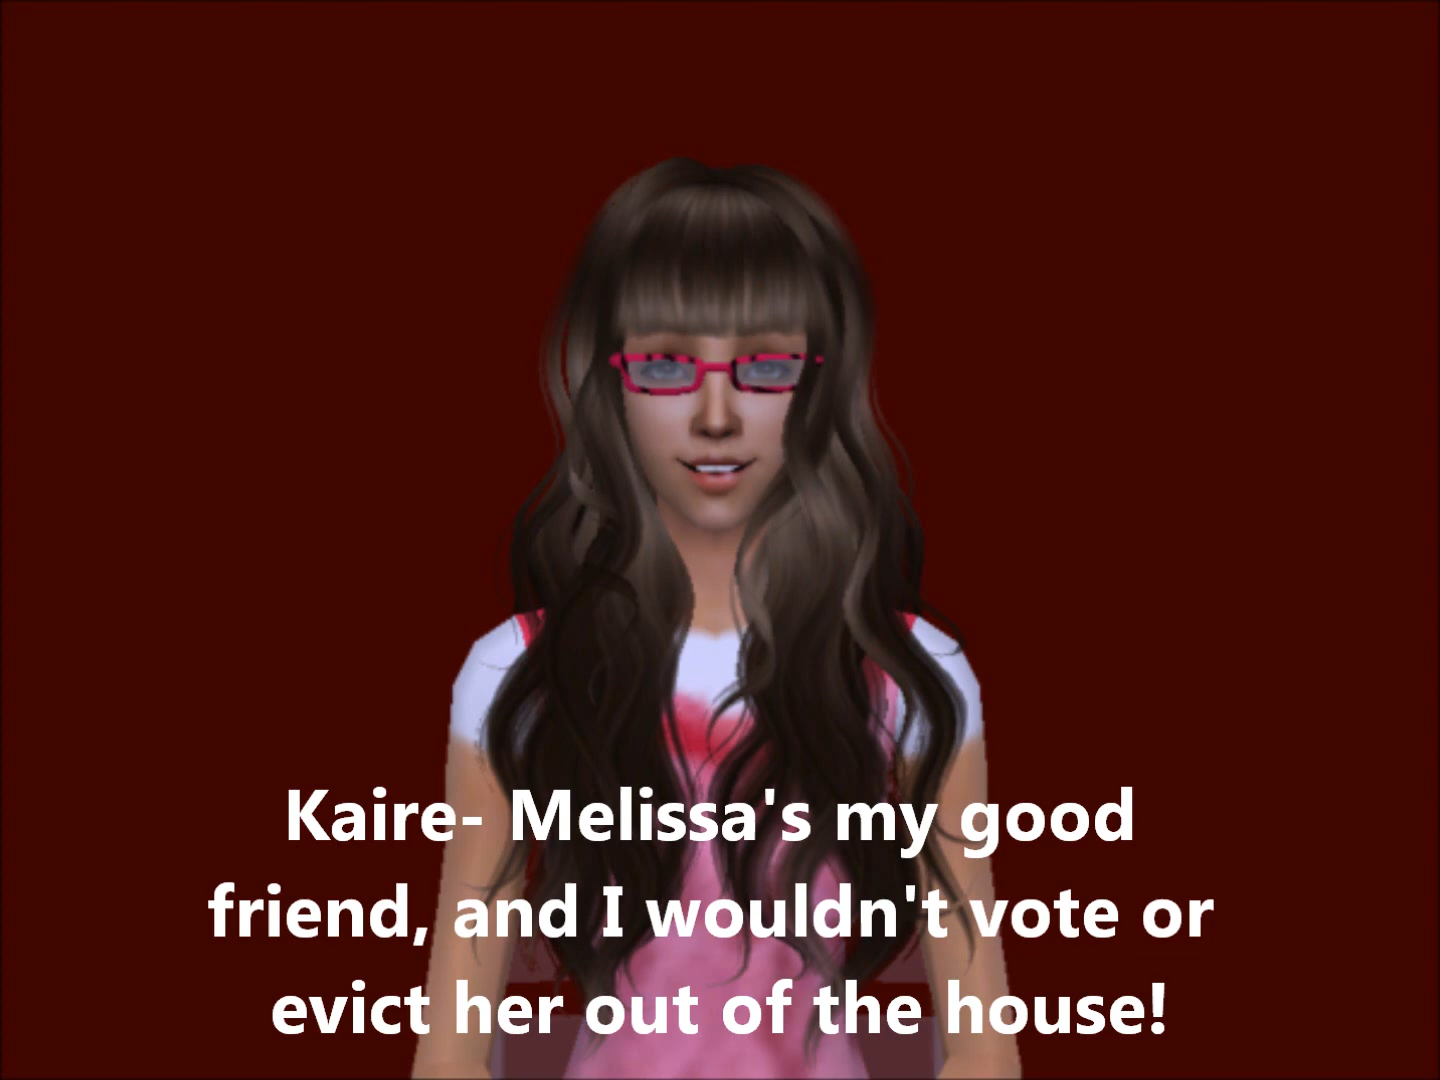 Kaire- Melissa's my good
friend, and I wouldn't vote or
evict her out of the house!